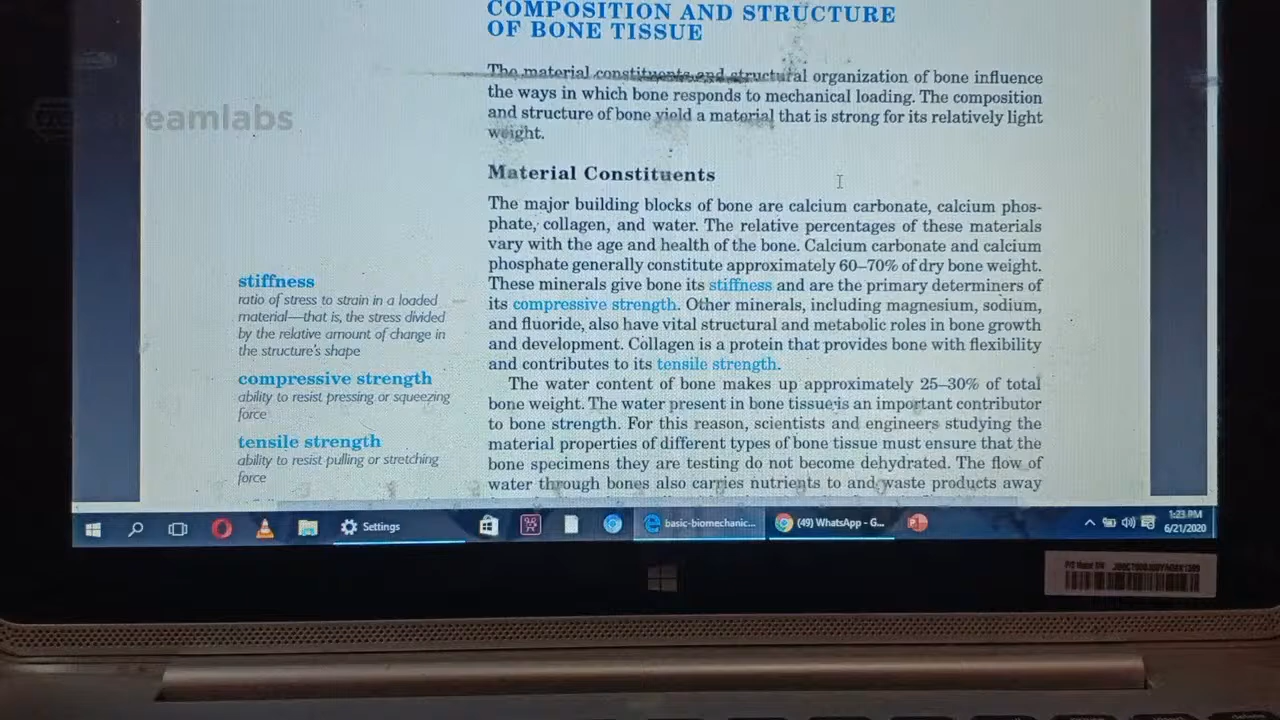 COMPOSITION AND STRUCTURE
OF BONE TISSUE
The material constituents and structural organization of bone influence
the ways in which bone responds to mechanical loading. The composition
and structure of bone yield a material that is strong for its relatively light
weight.
streamlabs
Material Constituents
The major building blocks of bone are calcium carbonate, calcium phos-
phate, collagen, and water. The relative percentages of these materials
vary with the age and health of the bone. Calcium carbonate and calcium
phosphate generally constitute approximately 60–70% of dry bone weight.
These minerals give bone its stiffness and are the primary determiners of
its compressive strength. Other minerals, including magnesium, sodium,
and fluoride, also have vital structural and metabolic roles in bone growth
and development. Collagen is a protein that provides bone with flexibility
and contributes to its tensile strength.
The water content of bone makes up approximately 25–30% of total
bone weight. The water present in bone tissue is an important contributor
to bone strength. For this reason, scientists and engineers studying the
material properties of different types of bone tissue must ensure that the
bone specimens they are testing do not become dehydrated. The flow of
water through bones also carries nutrients to and waste products away
stiffness
ratio of stress to strain in a loaded
material—that is, the stress divided
by the relative amount of change in
the structure's shape
compressive strength
ability to resist pressing or squeezing
force
tensile strength
ability to resist pulling or stretching
force
Settings
basic-biomechanic...
(49) WhatsApp - G...
1:23 PM
6/21/2020